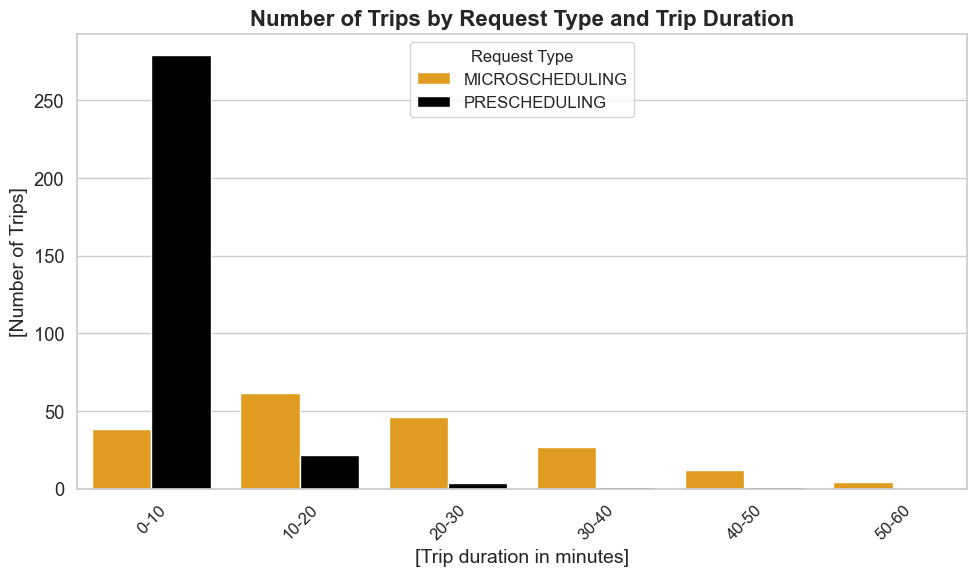 Number of Trips by Request Type and Trip Duration
Request Type
MICROSCHEDULING
PRESCHEDULING
[Number of Trips]
250
200
150
100
50
0
0-10
10-20
20-30
30-40
40-50
50-60
[Trip duration in minutes]